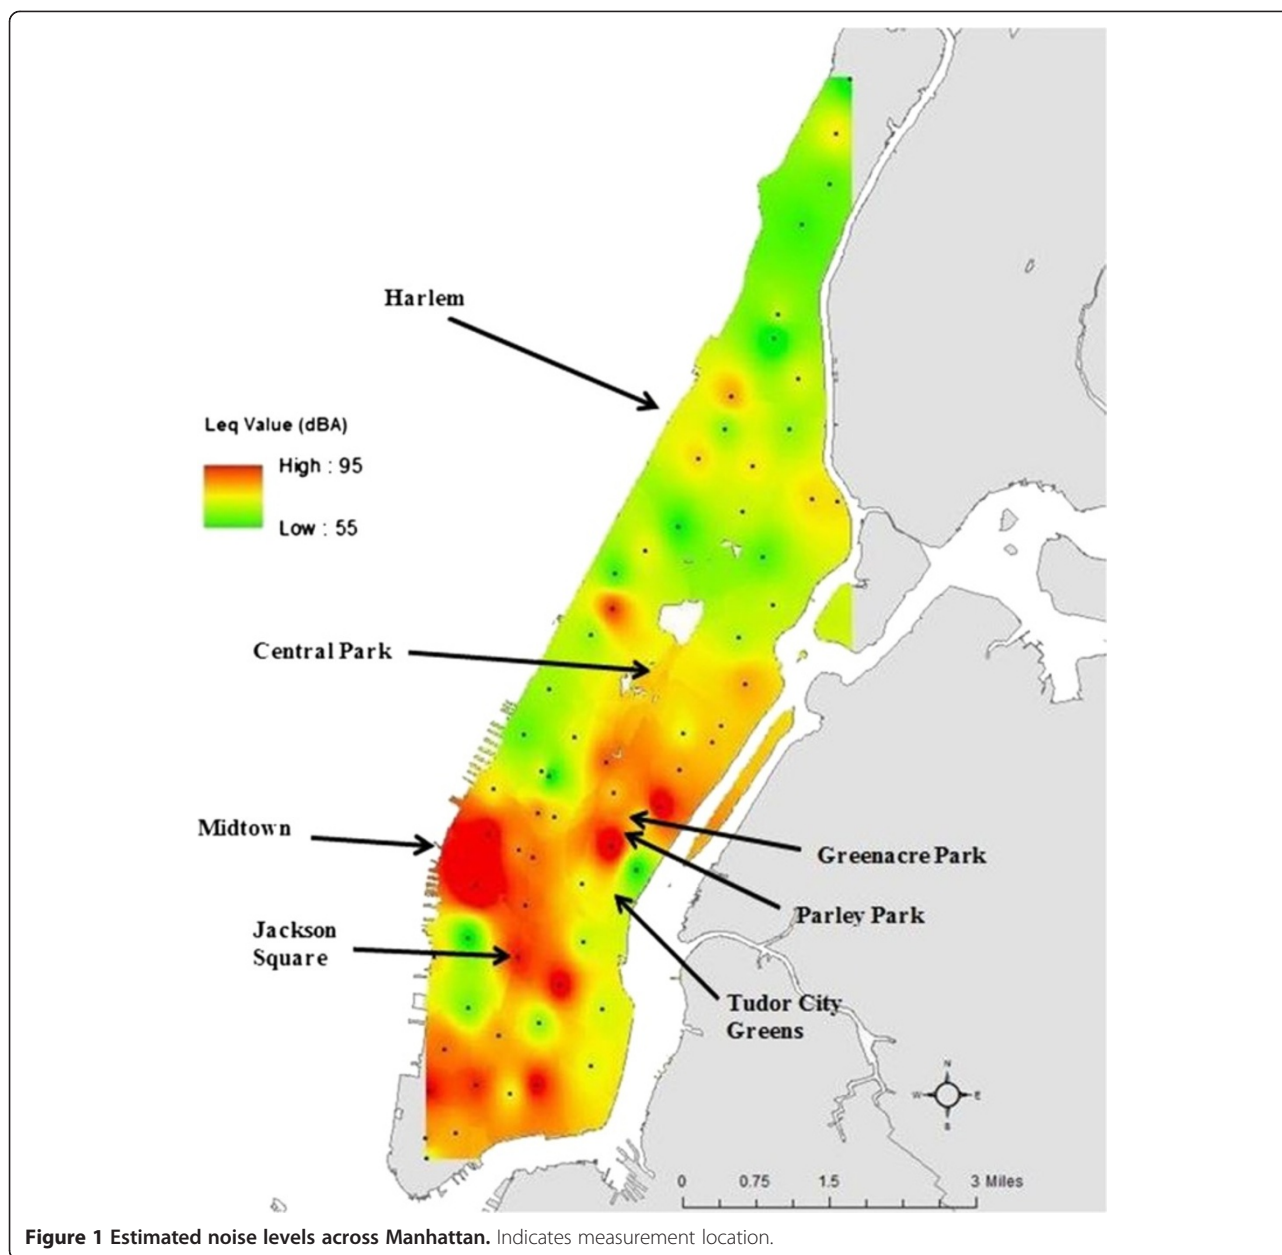 Harlem
Leq Value (dBA)
High : 95
Low : 55
Central Park
Midtown
Greenacre Park
Parley Park
Jackson
Square
Tudor City
Greens
N
W
E
S
0
0.75
1.5
3 Miles
Figure 1 Estimated noise levels across Manhattan. Indicates measurement location.